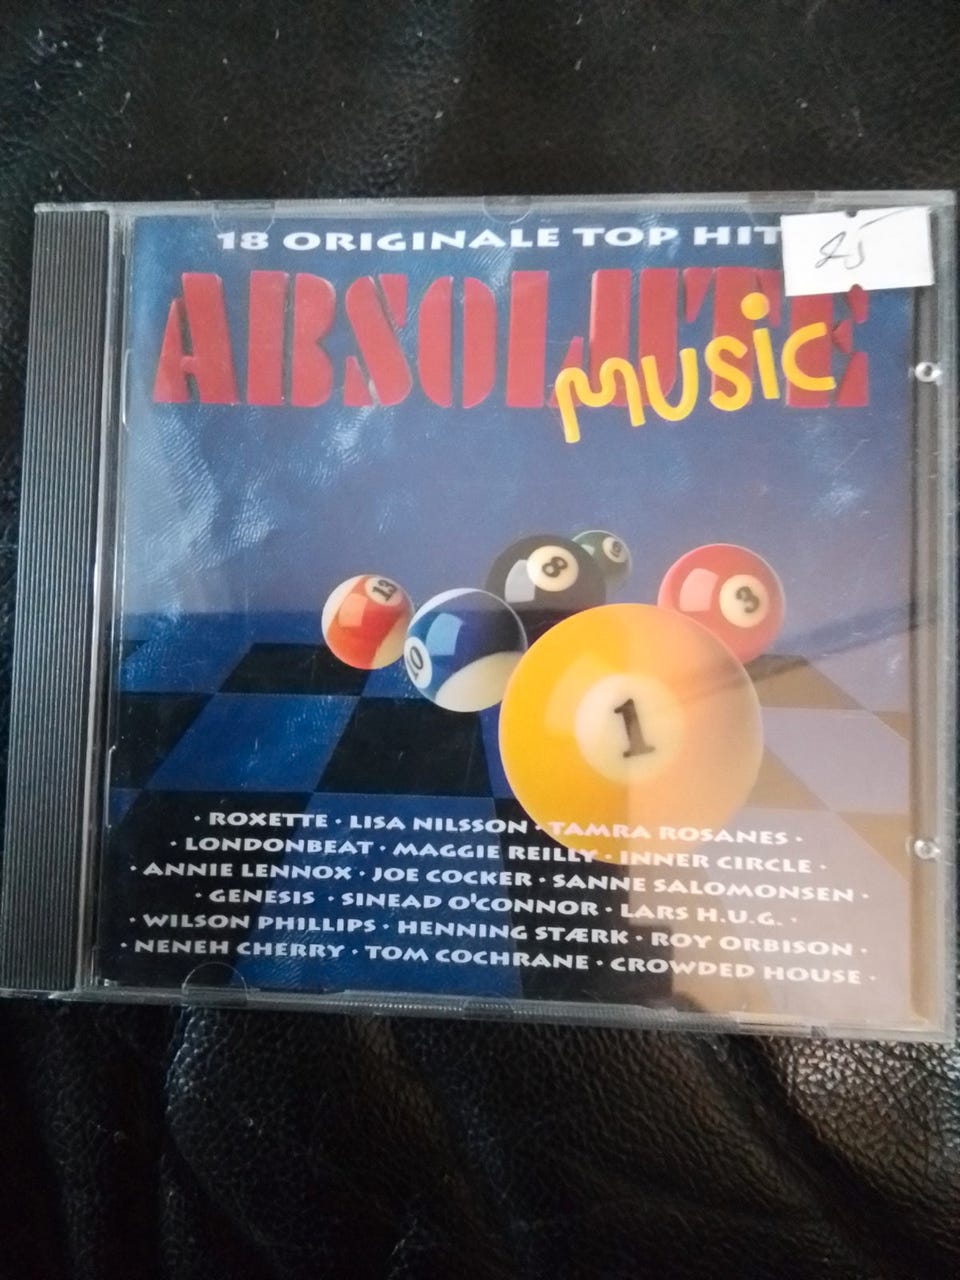 18 ORIGINALE TOP HIT
25
ABSOLUTE
music
13
8
3
10
1
· ROXETTE · LISA NILSSON · TAMRA ROSANES ·
· LONDONBEAT · MAGGIE REILLY · INNER CIRCLE ·
· ANNIE LENNOX · JOE COCKER · SANNE SALOMONSEN ·
· GENESIS · SINEAD O'CONNOR · LARS H.U.G. ·
· WILSON PHILLIPS · HENNING STÆRK · ROY ORBISON ·
· NENEH CHERRY · TOM COCHRANE · CROWDED HOUSE ·